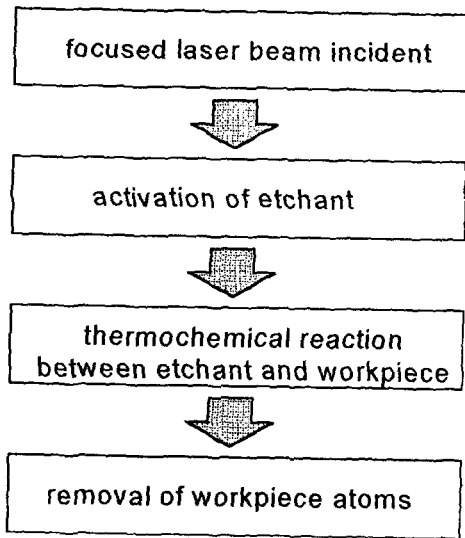 focused laser beam incident
activation of etchant
thermochemical reaction
between etchant and workpiece
removal of workpiece atoms